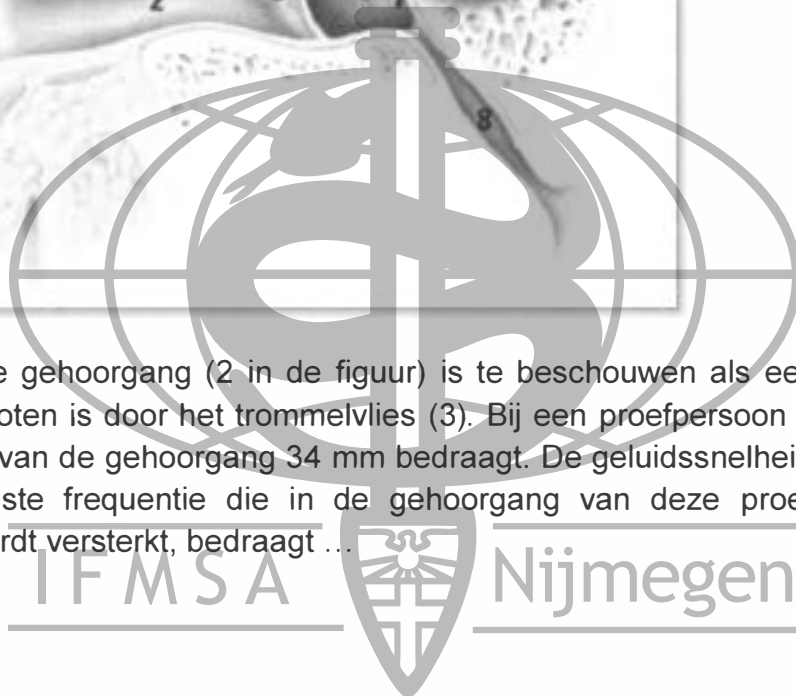 2
8
e gehoorgang (2 in de figuur) is te beschouwen als ee
oten is door het trommelvlies (3). Bij een proefpersoon
van de gehoorgang 34 mm bedraagt. De geluidssnelhei
ste frequentie die in de gehoorgang van deze proe
rdt versterkt, bedraagt …
IFMSA Nijmegen